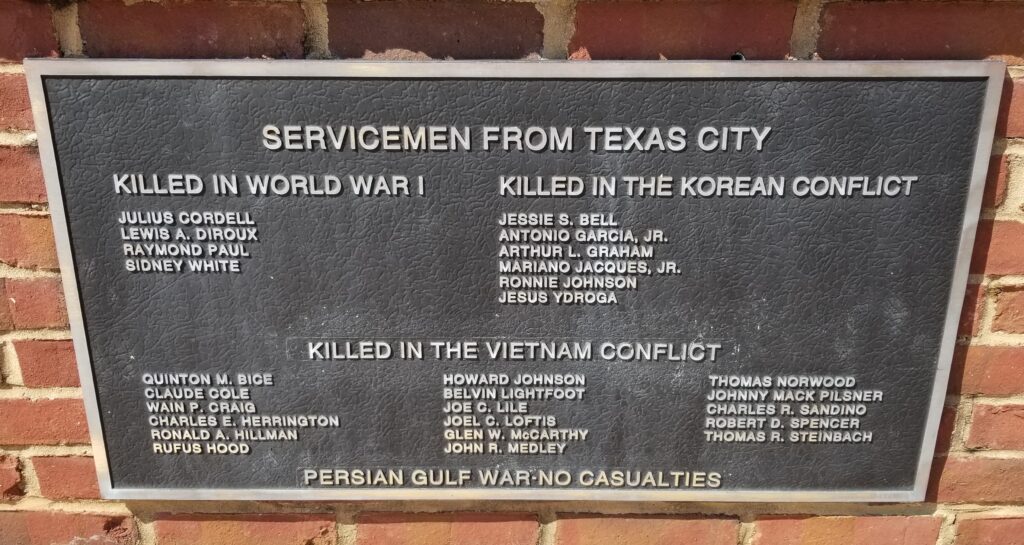 SERVICEMEN FROM TEXAS CITY
KILLED IN WORLD WAR I
JULIUS CORDELL
LEWIS A. DIROUX
RAYMOND PAUL
SIDNEY WHITE
KILLED IN THE KOREAN CONFLICT
JESSIE S. BELL
ANTONIO GARCIA, JR.
ARTHUR L. GRAHAM
MARIANO JACQUES, JR.
RONNIE JOHNSON
JESUS YDROGA
KILLED IN THE VIETNAM CONFLICT
QUINTON M. BICE
CLAUDE COLE
WAIN P. CRAIG
CHARLES E. HERRINGTON
RONALD A. HILLMAN
RUFUS HOOD
HOWARD JOHNSON
BELVIN LIGHTFOOT
JOE C. LILE
JOEL C. LOFTIS
GLEN W. McCARTHY
JOHN R. MEDLEY
THOMAS NORWOOD
JOHNNY MACK PILSNER
CHARLES R. SANDINO
ROBERT D. SPENCER
THOMAS R. STEINBACH
PERSIAN GULF WAR-NO CASUALTIES